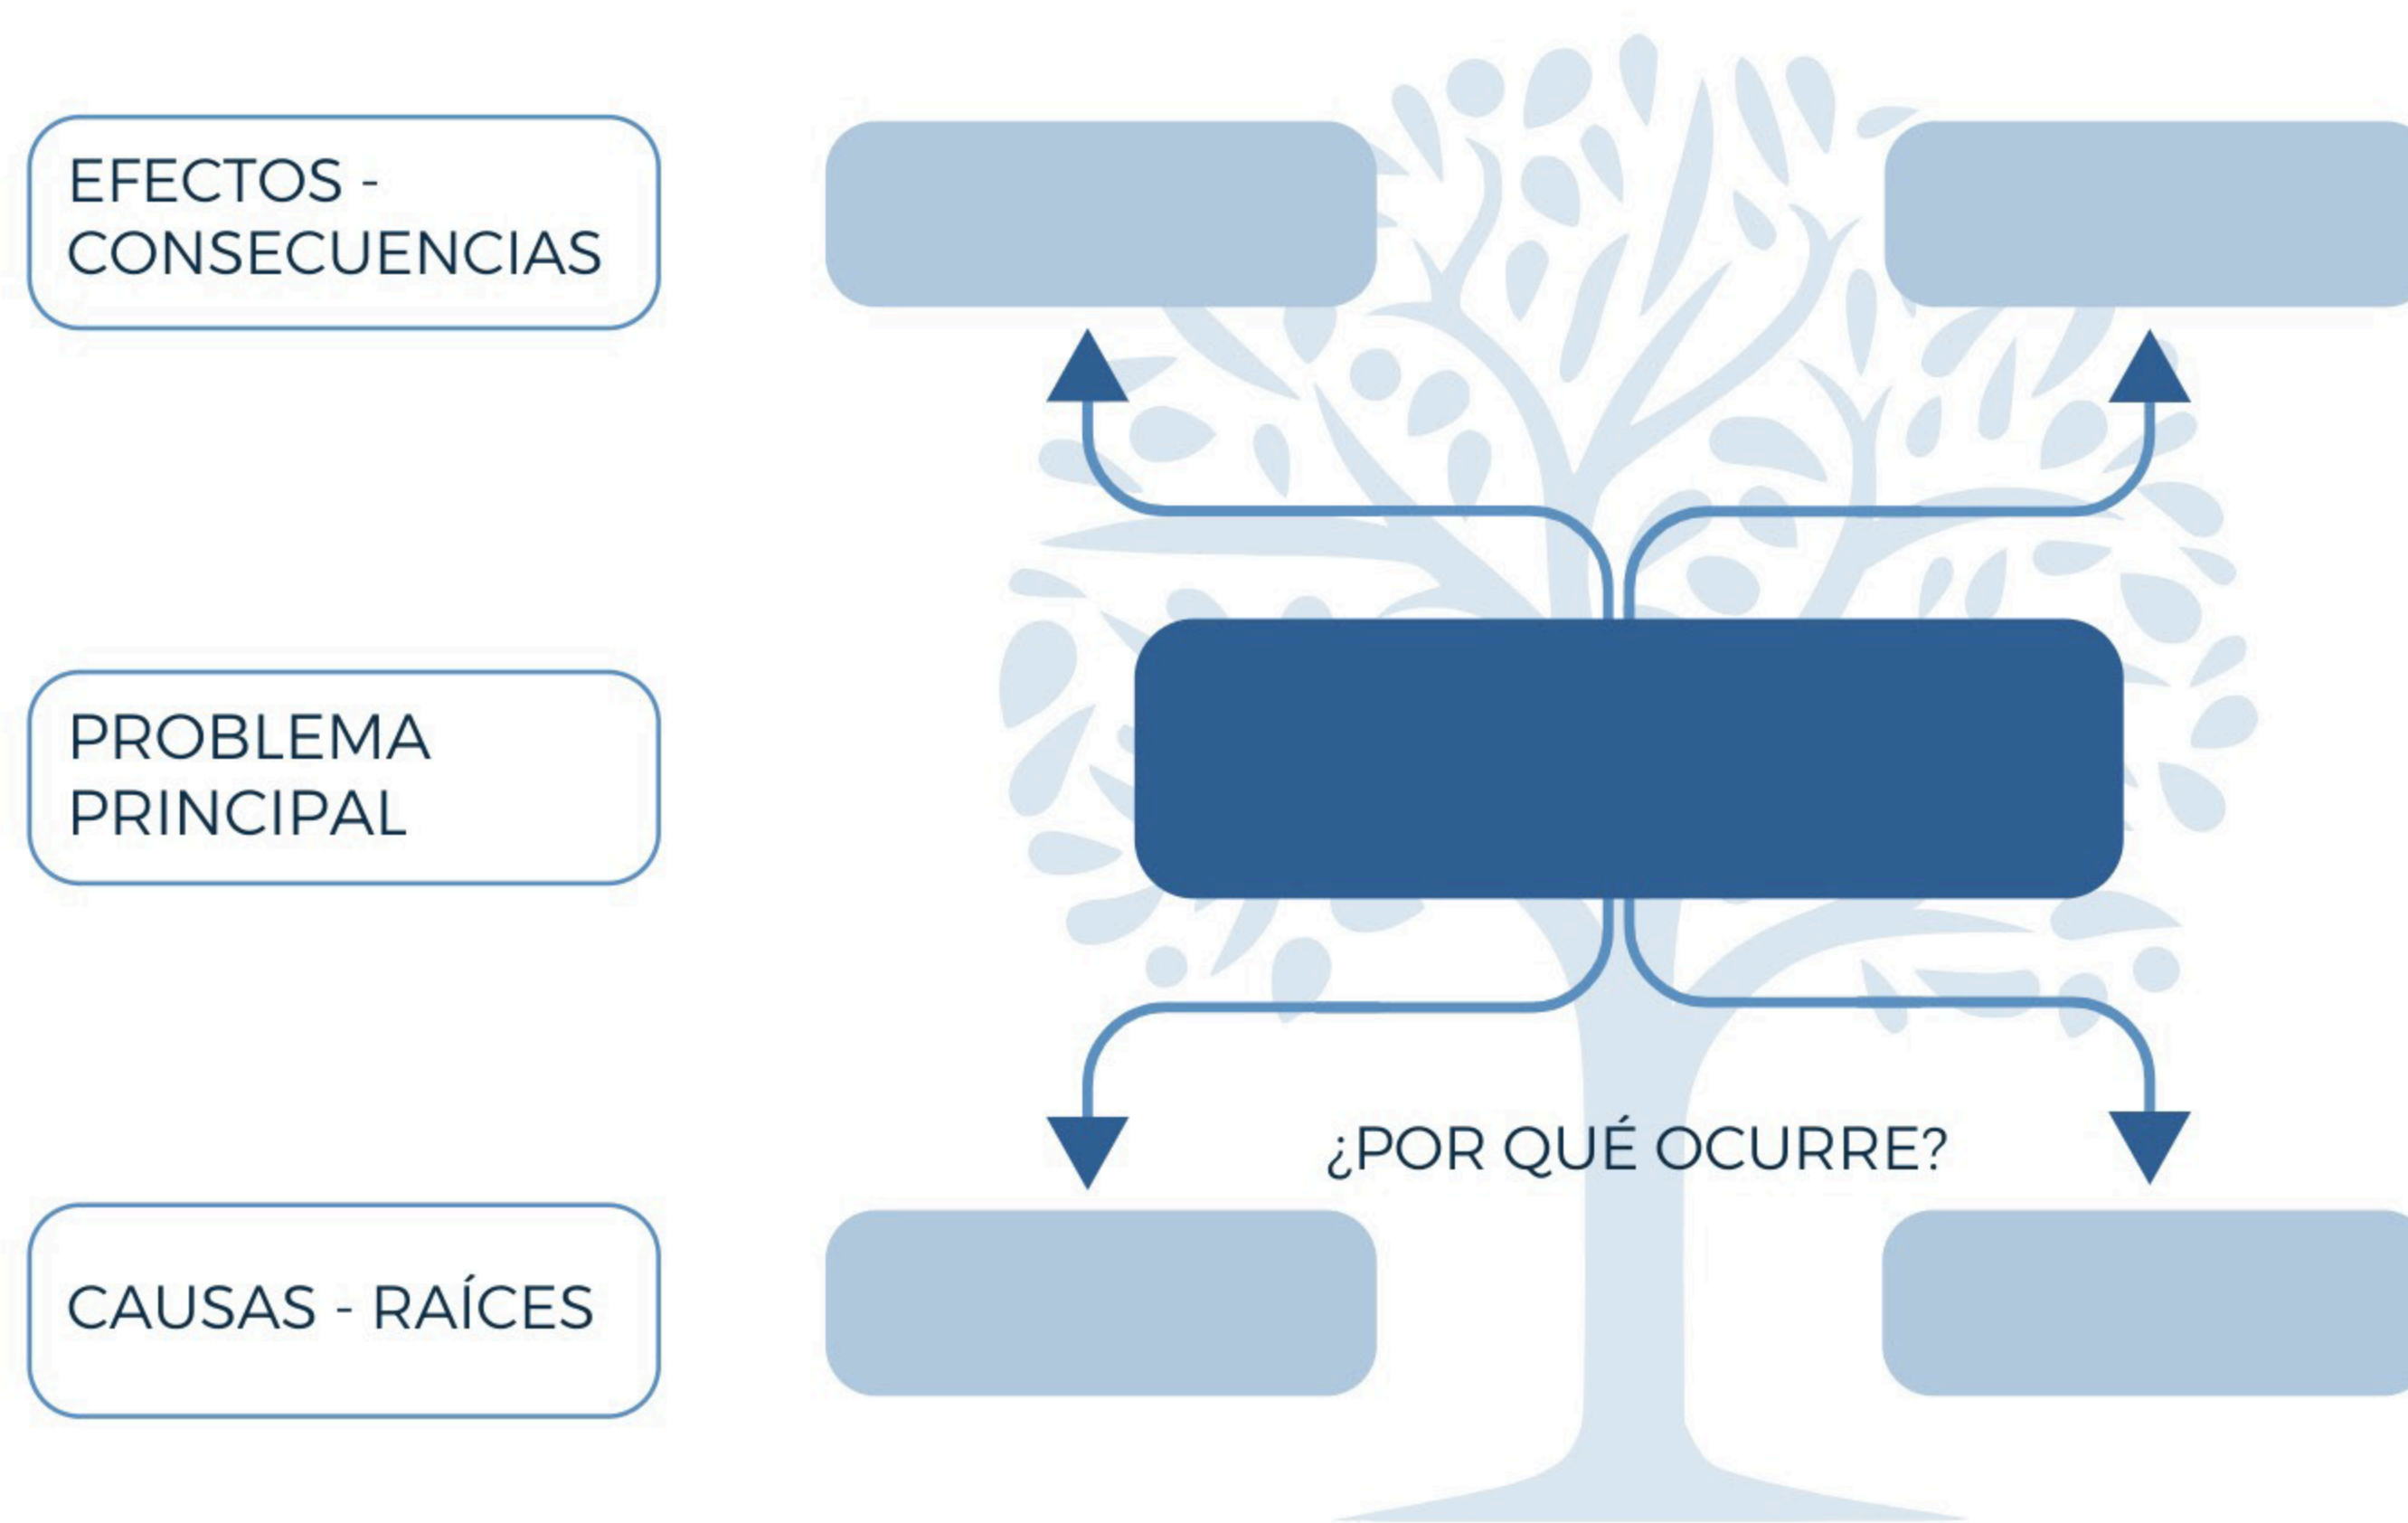 EFECTOS -
CONSECUENCIAS
PROBLEMA
PRINCIPAL
¿POR QUÉ OCURRE?
CAUSAS - RAÍCES